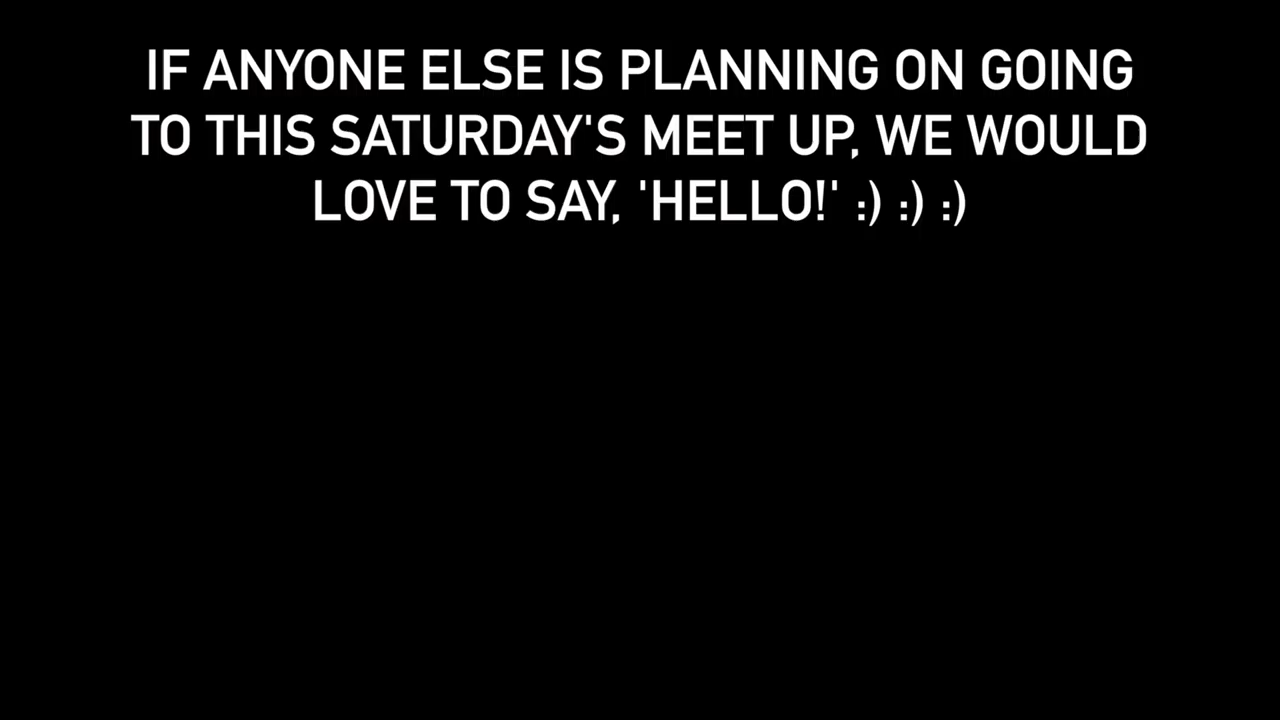 IF ANYONE ELSE IS PLANNING ON GOING
TO THIS SATURDAY'S MEET UP, WE WOULD
LOVE TO SAY, 'HELLO!' :) :) :)